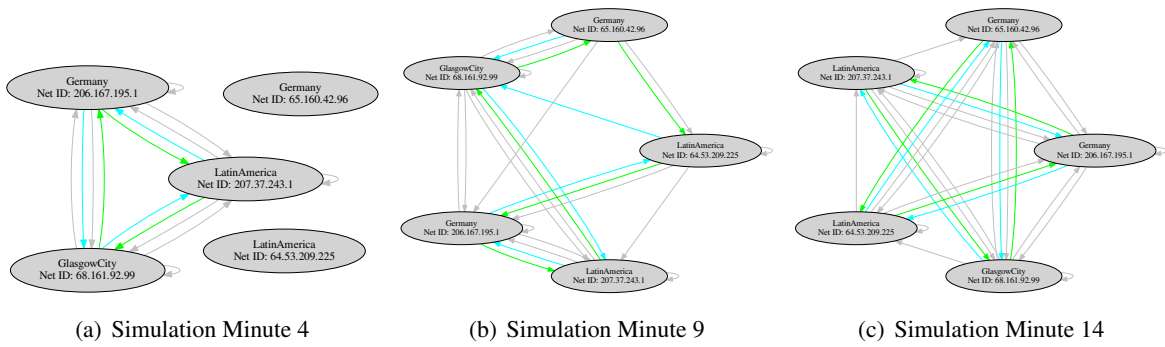 Germany
Net ID: 206.167.195.1
Germany
Net ID: 65.160.42.96
LatinAmerica
Net ID: 207.37.243.1
LatinAmerica
Net ID: 64.53.209.225
GlasgowCity
Net ID: 68.161.92.99
(a) Simulation Minute 4
Germany
Net ID: 65.160.42.96
GlasgowCity
Net ID: 68.161.92.99
LatinAmerica
Net ID: 64.53.209.225
Germany
Net ID: 206.167.195.1
LatinAmerica
Net ID: 207.37.243.1
(b) Simulation Minute 9
Germany
Net ID: 65.160.42.96
LatinAmerica
Net ID: 207.37.243.1
Germany
Net ID: 206.167.195.1
LatinAmerica
Net ID: 64.53.209.225
GlasgowCity
Net ID: 68.161.92.99
(c) Simulation Minute 14